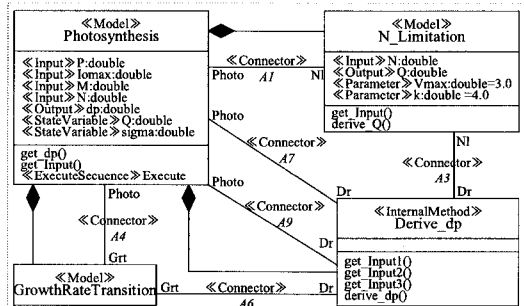 ≪Model≫
Photosynthesis
≪Input≫P:double
≪Input≫Iomax:double
≪Input≫M:double
≪Input≫N:double
≪Output≫dp:double
≪StateVariable≫Q:double
≪StateVariable≫sigma:double
get_dp()
get_Input()
≪ExecuteSecuence≫Execute
≪Connector≫
Photo A1 Nl
≪Model≫
N_Limitation
≪Input≫N:double
≪Output≫Q:double
≪Parameter≫Vmax:double=3.0
≪Parameter≫k:double =4.0
get_Input()
derive_Q()
Photo
≪Connector≫
A7
Dr
Nl
≪Connector≫
A3
Dr
Photo
≪Connector≫
A9
Dr
Photo
≪Connector≫
A4
Grt
≪InternalMethod≫
Derive_dp
get_Input1()
get_Input2()
get_Input3()
derive_dp()
≪Model≫
GrowthRateTransition
Grt ≪Connector≫ Dr
A6